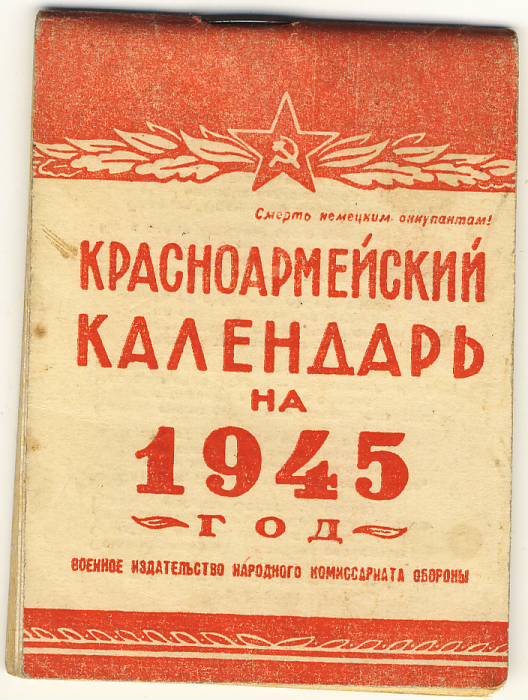 Смерть немецким оккупантам!
КРАСНОАРМЕЙСКИЙ
КАЛЕНДАРЬ
НА
1945
ГОД
ВОЕННОЕ ИЗДАТЕЛЬСТВО НАРОДНОГО КОМИССАРИАТА ОБОРОНЫ